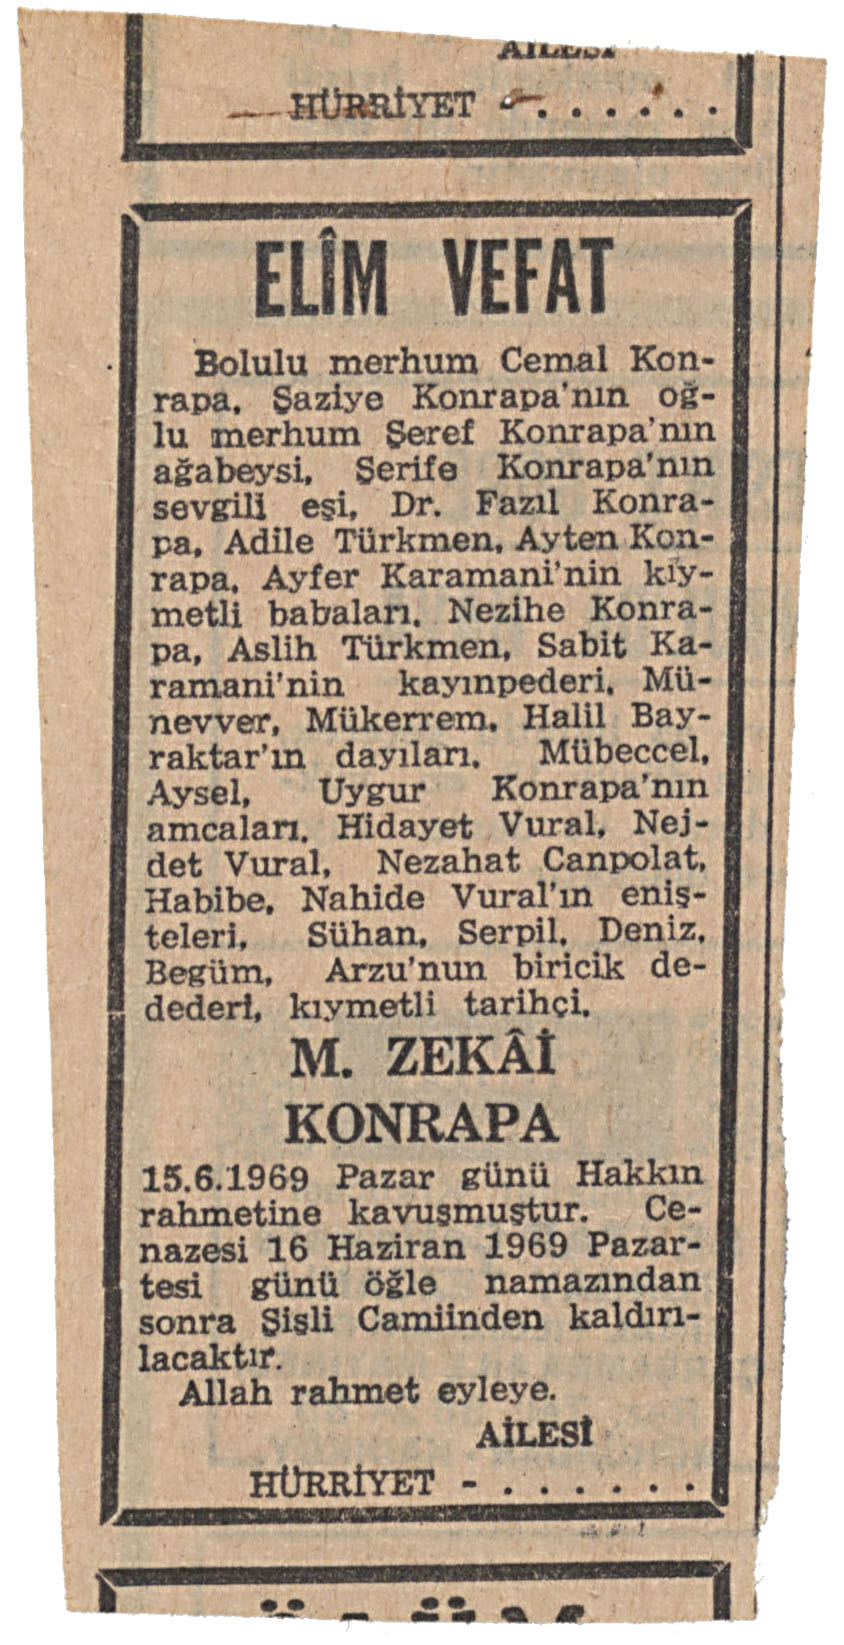 AİLESİ
HÜRRİYET - . . . . . .
ELÎM VEFAT
Bolulu merhum Cemal Kon-
rapa, Şaziye Konrapa'nın oğ-
lu merhum Şeref Konrapa'nın
ağabeysi, Şerife Konrapa'nın
sevgili eşi, Dr. Fazıl Konra-
pa, Adile Türkmen, Ayten Kon-
rapa, Ayfer Karamani'nin kıy-
metli babaları, Nezihe Konra-
pa, Aslih Türkmen, Sabit Ka-
ramani'nin kayınpederi, Mü-
nevver, Mükerrem, Halil Bay-
raktar'ın dayıları, Mübeccel,
Aysel, Uygur Konrapa'nın
amcaları, Hidayet Vural, Nej-
det Vural, Nezahat Canpolat,
Habibe, Nahide Vural'ın eniş-
teleri, Sühan, Serpil, Deniz,
Begüm, Arzu'nun biricik de-
dederi, kıymetli tarihçi,
M. ZEKÂİ
KONRAPA
15.6.1969 Pazar günü Hakkın
rahmetine kavuşmuştur. Ce-
nazesi 16 Haziran 1969 Pazar-
tesi günü öğle namazından
sonra Şişli Camiinden kaldırı-
lacaktır.
Allah rahmet eyleye.
AİLESİ
HÜRRİYET - . . . . . .